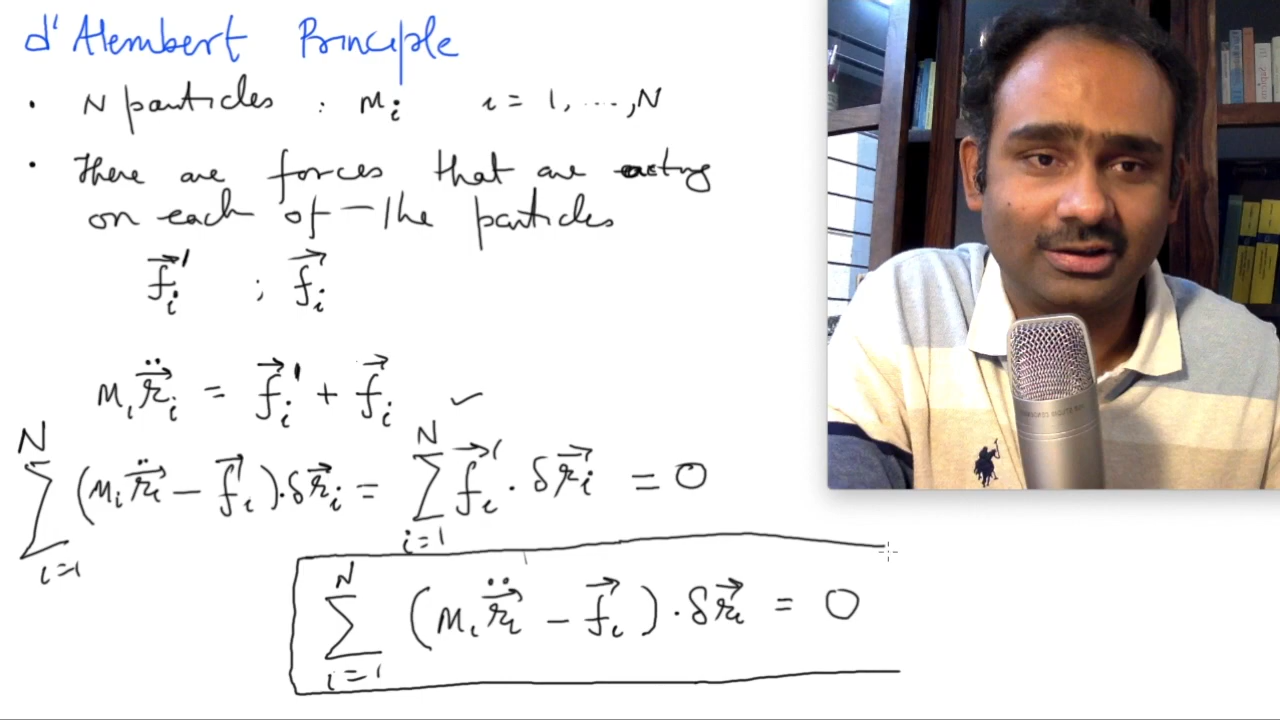 d'Alembert Principle
• N particles : mᵢ i = 1, ...., N
• There are forces that are acting
on each of the particles
f⃗ᵢ' ; f⃗ᵢ
mᵢ r̈⃗ᵢ = f⃗ᵢ' + f⃗ᵢ ✓
∑ᵢ₌₁ᴺ (mᵢ r̈⃗ᵢ − f⃗ᵢ)·δr⃗ᵢ = ∑ᵢ₌₁ᴺ f⃗ᵢ'·δr⃗ᵢ = 0
∑ᵢ₌₁ᴺ (mᵢ r̈⃗ᵢ − f⃗ᵢ)·δr⃗ᵢ = 0